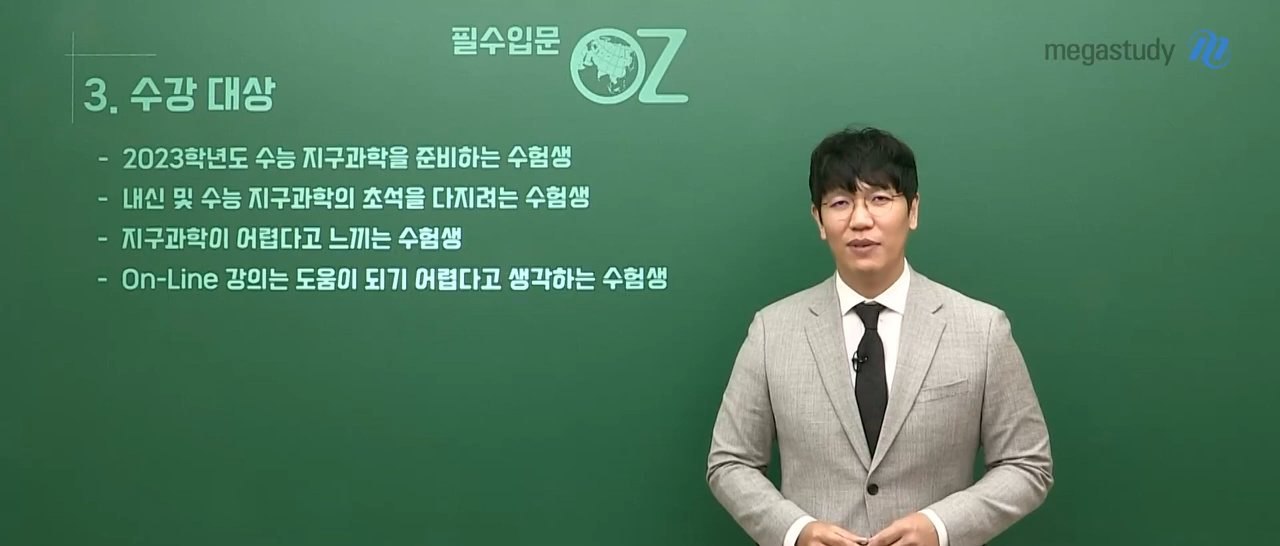 필수입문 OZ
megastudy
3. 수강 대상
- 2023학년도 수능 지구과학을 준비하는 수험생
- 내신 및 수능 지구과학의 초석을 다지려는 수험생
- 지구과학이 어렵다고 느끼는 수험생
- On-Line 강의는 도움이 되기 어렵다고 생각하는 수험생